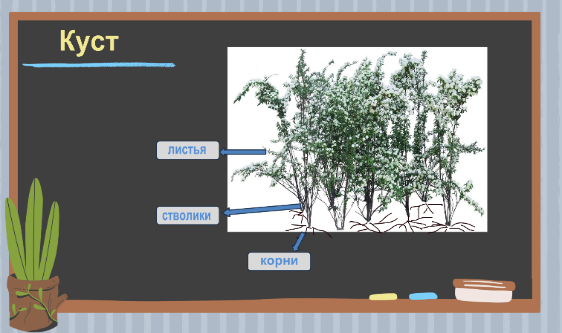 Куст
листья
стволики
корни